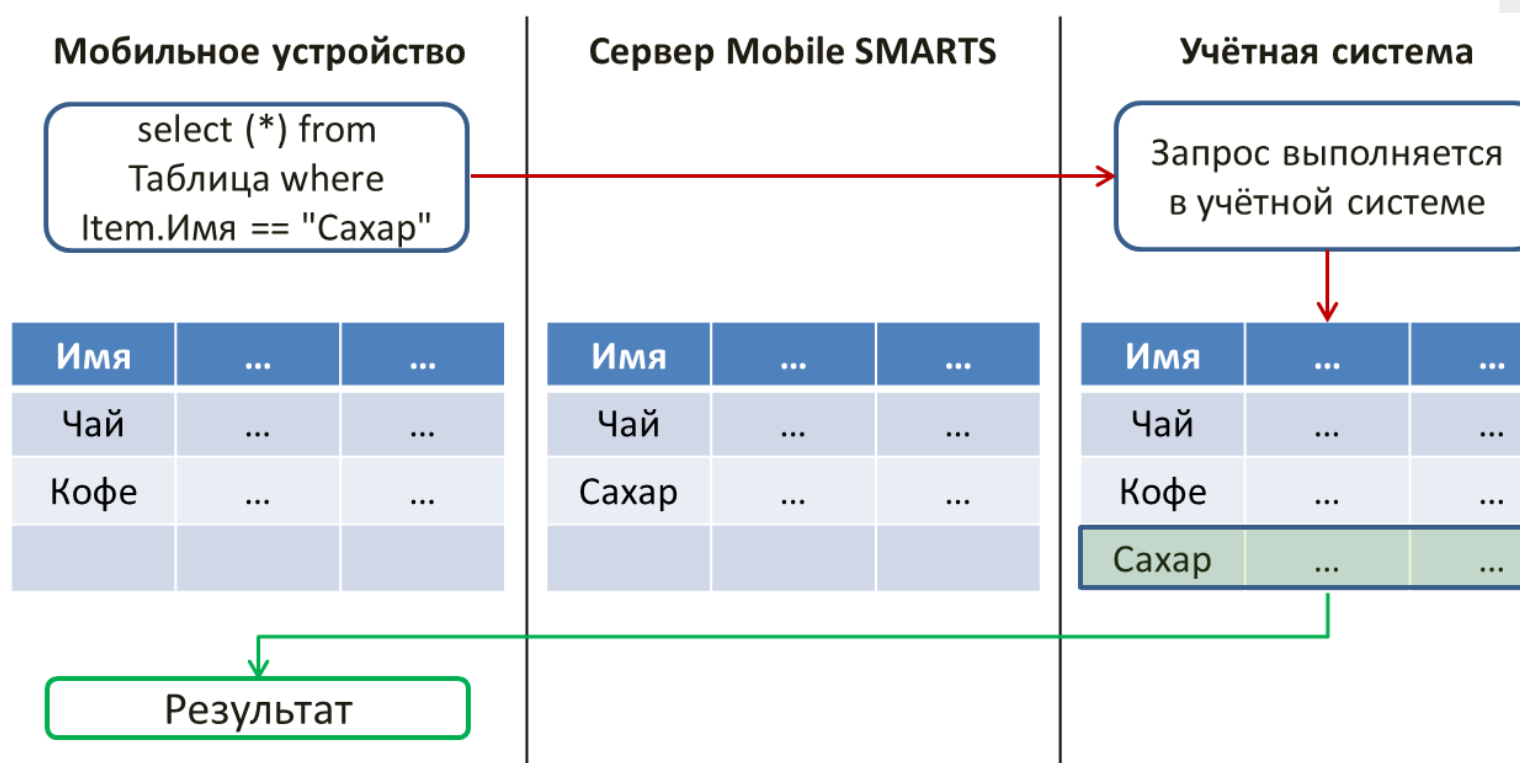 Мобильное устройство
Сервер Mobile SMARTS
Учётная система
select (*) from
Таблица where
Item.Имя == "Сахар"
Запрос выполняется
в учётной системе
Имя ... ...
Чай ... ...
Кофе ... ...
Имя ... ...
Чай ... ...
Сахар ... ...
Имя ... ...
Чай ... ...
Кофе ... ...
Сахар ... ...
Результат